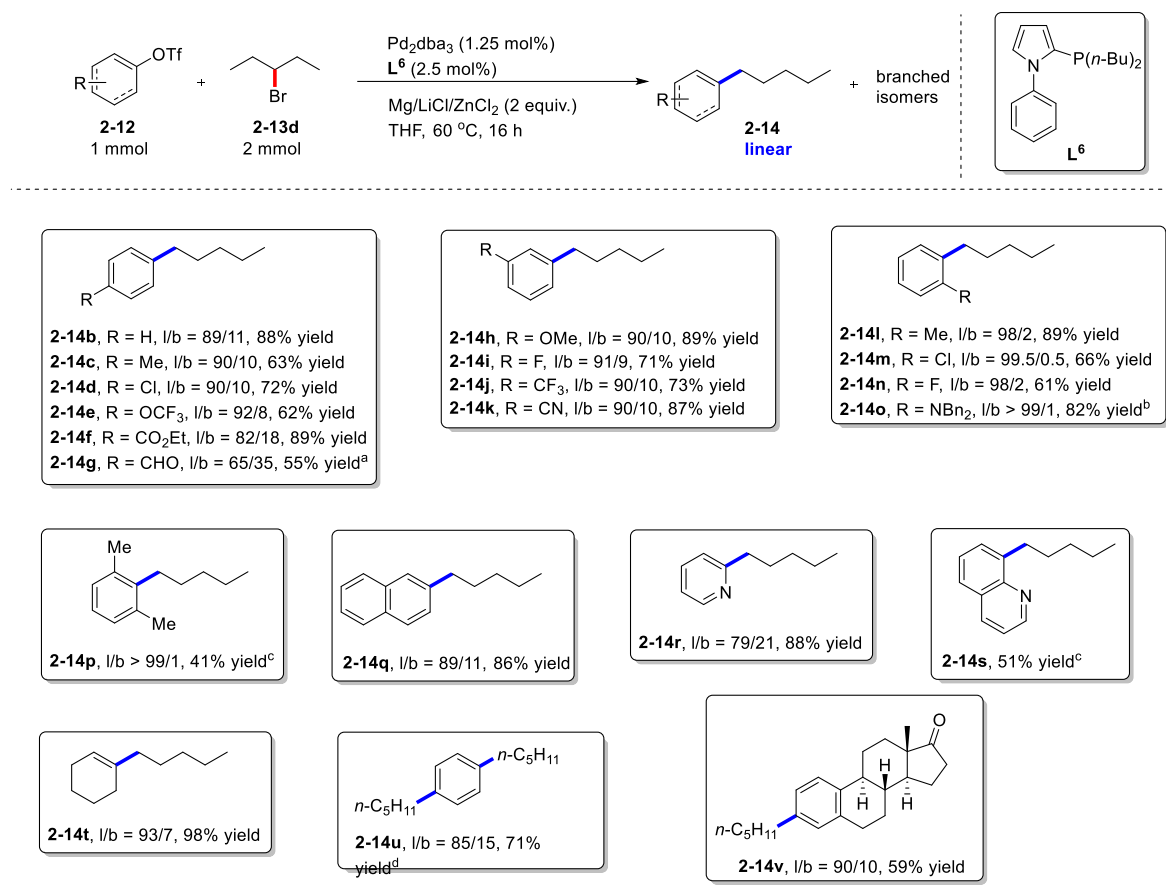 OTf
R
+
Br
2-12
2-13d
1 mmol
2 mmol
Pd2dba3 (1.25 mol%)
L6 (2.5 mol%)
Mg/LiCl/ZnCl2 (2 equiv.)
THF, 60 oC, 16 h
R
2-14
linear
+
branched
isomers
N
P(n-Bu)2
L6
R
2-14b, R = H, l/b = 89/11, 88% yield
2-14c, R = Me, l/b = 90/10, 63% yield
2-14d, R = Cl, l/b = 90/10, 72% yield
2-14e, R = OCF3, l/b = 92/8, 62% yield
2-14f, R = CO2Et, l/b = 82/18, 89% yield
2-14g, R = CHO, l/b = 65/35, 55% yielda
R
2-14h, R = OMe, l/b = 90/10, 89% yield
2-14i, R = F, l/b = 91/9, 71% yield
2-14j, R = CF3, l/b = 90/10, 73% yield
2-14k, R = CN, l/b = 90/10, 87% yield
R
2-14l, R = Me, l/b = 98/2, 89% yield
2-14m, R = Cl, l/b = 99.5/0.5, 66% yield
2-14n, R = F, l/b = 98/2, 61% yield
2-14o, R = NBn2, l/b > 99/1, 82% yieldb
Me
Me
2-14p, l/b > 99/1, 41% yieldc
2-14q, l/b = 89/11, 86% yield
N
2-14r, l/b = 79/21, 88% yield
N
2-14s, 51% yieldc
2-14t, l/b = 93/7, 98% yield
n-C5H11
n-C5H11
2-14u, l/b = 85/15, 71%
yieldd
O
H
H
H
n-C5H11
2-14v, l/b = 90/10, 59% yield